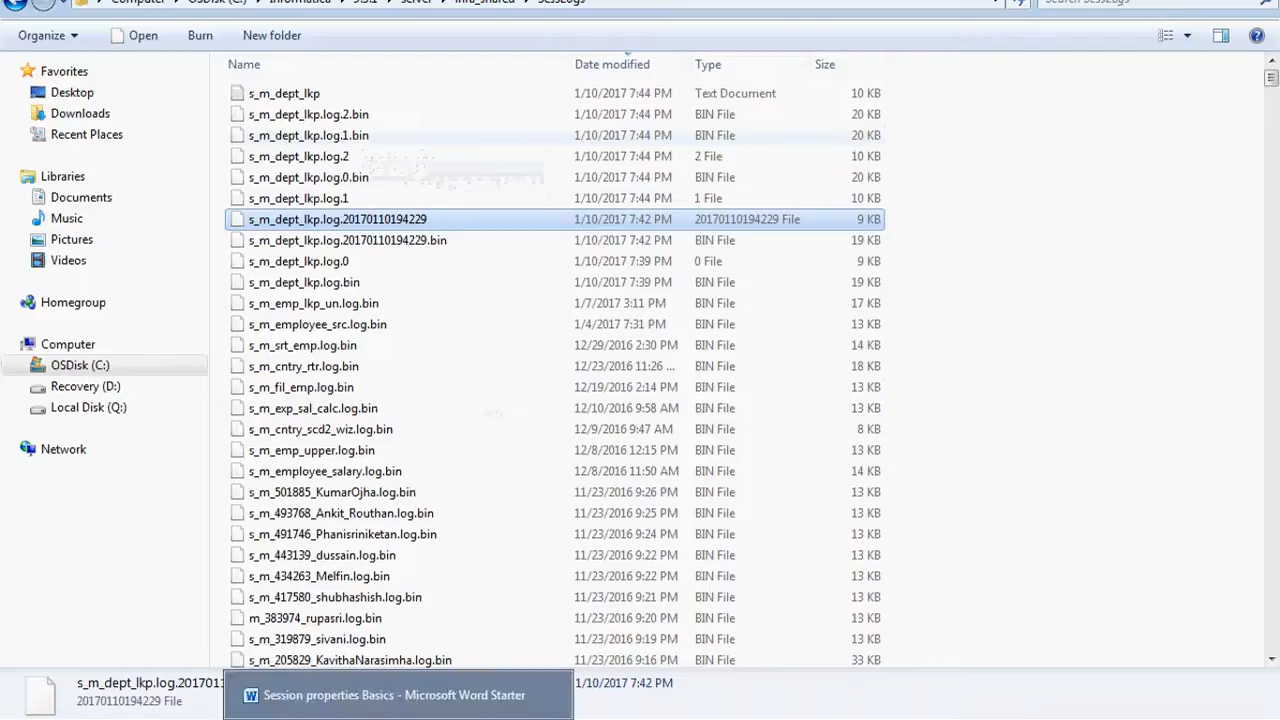 Computer OSDisk (C:) Informatica 9.5.1 server infa_shared SessLogs
Organize Open Burn New folder
Favorites
Desktop
Downloads
Recent Places
Libraries
Documents
Music
Pictures
Videos
Homegroup
Computer
OSDisk (C:)
Recovery (D:)
Local Disk (Q:)
Network
Name Date modified Type Size
s_m_dept_lkp 1/10/2017 7:44 PM Text Document 10 KB
s_m_dept_lkp.log.2.bin 1/10/2017 7:44 PM BIN File 20 KB
s_m_dept_lkp.log.1.bin 1/10/2017 7:44 PM BIN File 20 KB
s_m_dept_lkp.log.2 1/10/2017 7:44 PM 2 File 10 KB
s_m_dept_lkp.log.0.bin 1/10/2017 7:44 PM BIN File 20 KB
s_m_dept_lkp.log.1 1/10/2017 7:44 PM 1 File 10 KB
s_m_dept_lkp.log.20170110194229 1/10/2017 7:42 PM 20170110194229 File 9 KB
s_m_dept_lkp.log.20170110194229.bin 1/10/2017 7:42 PM BIN File 19 KB
s_m_dept_lkp.log.0 1/10/2017 7:39 PM 0 File 9 KB
s_m_dept_lkp.log.bin 1/10/2017 7:39 PM BIN File 19 KB
s_m_emp_lkp_un.log.bin 1/7/2017 3:11 PM BIN File 17 KB
s_m_employee_src.log.bin 1/4/2017 7:31 PM BIN File 13 KB
s_m_srt_emp.log.bin 12/29/2016 2:30 PM BIN File 14 KB
s_m_cntry_rtr.log.bin 12/23/2016 11:26 ... BIN File 18 KB
s_m_fil_emp.log.bin 12/19/2016 2:14 PM BIN File 13 KB
s_m_exp_sal_calc.log.bin 12/10/2016 9:58 AM BIN File 13 KB
s_m_cntry_scd2_wiz.log.bin 12/9/2016 9:47 AM BIN File 8 KB
s_m_emp_upper.log.bin 12/8/2016 12:15 PM BIN File 13 KB
s_m_employee_salary.log.bin 12/8/2016 11:50 AM BIN File 14 KB
s_m_501885_KumarOjha.log.bin 11/23/2016 9:26 PM BIN File 13 KB
s_m_493768_Ankit_Routhan.log.bin 11/23/2016 9:25 PM BIN File 13 KB
s_m_491746_Phanisriniketan.log.bin 11/23/2016 9:24 PM BIN File 13 KB
s_m_443139_dussain.log.bin 11/23/2016 9:22 PM BIN File 13 KB
s_m_434263_Melfin.log.bin 11/23/2016 9:22 PM BIN File 13 KB
s_m_417580_shubhashish.log.bin 11/23/2016 9:21 PM BIN File 13 KB
m_383974_rupasri.log.bin 11/23/2016 9:20 PM BIN File 13 KB
s_m_319879_sivani.log.bin 11/23/2016 9:19 PM BIN File 13 KB
s_m_205829_KavithaNarasimha.log.bin 11/23/2016 9:16 PM BIN File 33 KB
s_m_dept_lkp.log.201701 1/10/2017 7:42 PM
20170110194229 File
Session properties Basics - Microsoft Word Starter